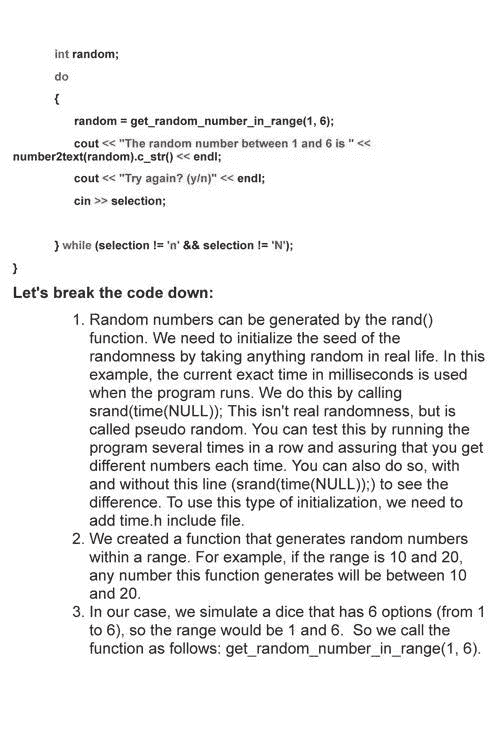 int random;
do
{
random = get_random_number_in_range(1, 6);
cout << "The random number between 1 and 6 is " <<
number2text(random).c_str() << endl;
cout << "Try again? (y/n)" << endl;
cin >> selection;
} while (selection != 'n' && selection != 'N');
}
Let's break the code down:
1. Random numbers can be generated by the rand()
function. We need to initialize the seed of the
randomness by taking anything random in real life. In this
example, the current exact time in milliseconds is used
when the program runs. We do this by calling
srand(time(NULL)); This isn't real randomness, but is
called pseudo random. You can test this by running the
program several times in a row and assuring that you get
different numbers each time. You can also do so, with
and without this line (srand(time(NULL));) to see the
difference. To use this type of initialization, we need to
add time.h include file.
2. We created a function that generates random numbers
within a range. For example, if the range is 10 and 20,
any number this function generates will be between 10
and 20.
3. In our case, we simulate a dice that has 6 options (from 1
to 6), so the range would be 1 and 6. So we call the
function as follows: get_random_number_in_range(1, 6).